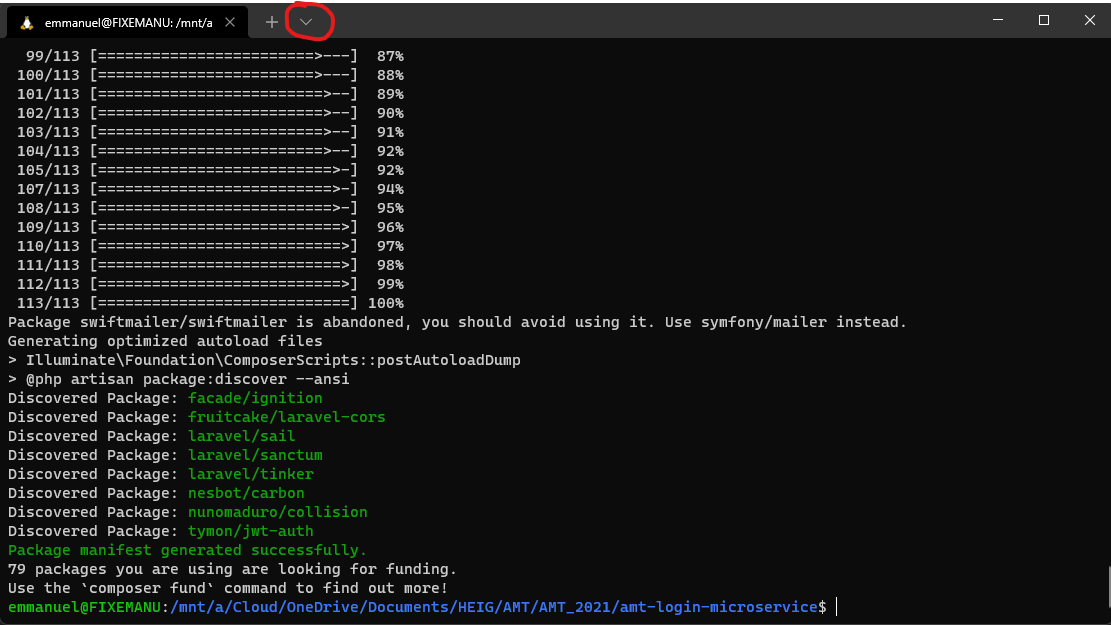 emmanuel@FIXEMANU: /mnt/a
99/113 [========================>---]  87%
100/113 [========================>---]  88%
101/113 [=========================>--]  89%
102/113 [=========================>--]  90%
103/113 [=========================>--]  91%
104/113 [=========================>--]  92%
105/113 [==========================>-]  92%
107/113 [==========================>-]  94%
108/113 [==========================>-]  95%
109/113 [===========================>]  96%
110/113 [===========================>]  97%
111/113 [===========================>]  98%
112/113 [===========================>]  99%
113/113 [============================] 100%
Package swiftmailer/swiftmailer is abandoned, you should avoid using it. Use symfony/mailer instead.
Generating optimized autoload files
> Illuminate\Foundation\ComposerScripts::postAutoloadDump
> @php artisan package:discover --ansi
Discovered Package: facade/ignition
Discovered Package: fruitcake/laravel-cors
Discovered Package: laravel/sail
Discovered Package: laravel/sanctum
Discovered Package: laravel/tinker
Discovered Package: nesbot/carbon
Discovered Package: nunomaduro/collision
Discovered Package: tymon/jwt-auth
Package manifest generated successfully.
79 packages you are using are looking for funding.
Use the `composer fund` command to find out more!
emmanuel@FIXEMANU:/mnt/a/Cloud/OneDrive/Documents/HEIG/AMT/AMT_2021/amt-login-microservice$